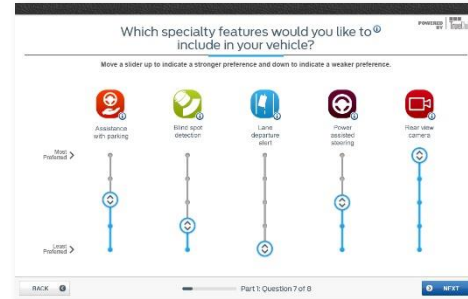 POWERED
BY
Which specialty features would you like to
include in your vehicle?
Move a slider up to indicate a stronger preference and down to indicate a weaker preference.
Assistance
with parking
Blind spot
detection
Lane
departure
alert
Power
assisted
steering
Rear view
camera
Most
Preferred
Least
Preferred
BACK
Part 1: Question 7 of 8
NEXT